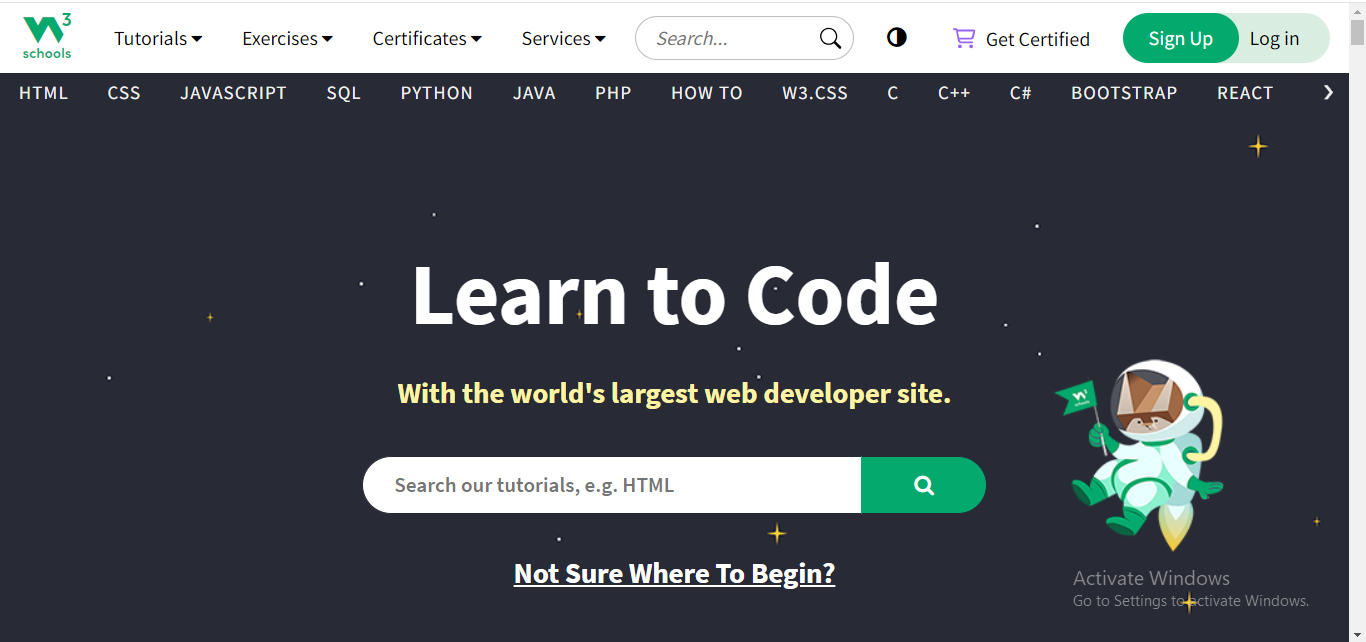 3
schools
Tutorials Exercises Certificates Services Search... Get Certified Sign Up Log in
HTML CSS JAVASCRIPT SQL PYTHON JAVA PHP HOW TO W3.CSS C C++ C# BOOTSTRAP REACT
Learn to Code
With the world's largest web developer site.
schools
Search our tutorials, e.g. HTML
Not Sure Where To Begin?
Activate Windows
Go to Settings to activate Windows.